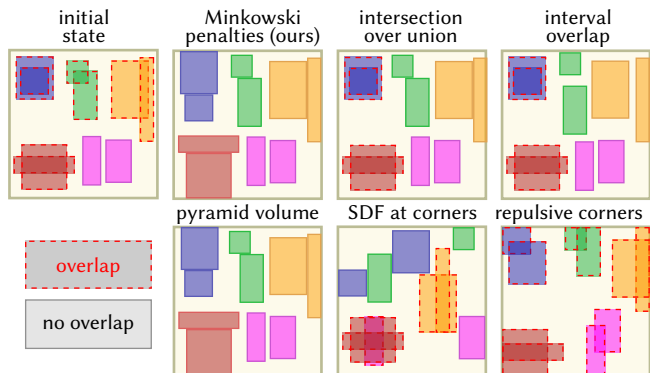 initial state
Minkowski penalties (ours)
intersection over union
interval overlap
pyramid volume
SDF at corners
repulsive corners
overlap
no overlap